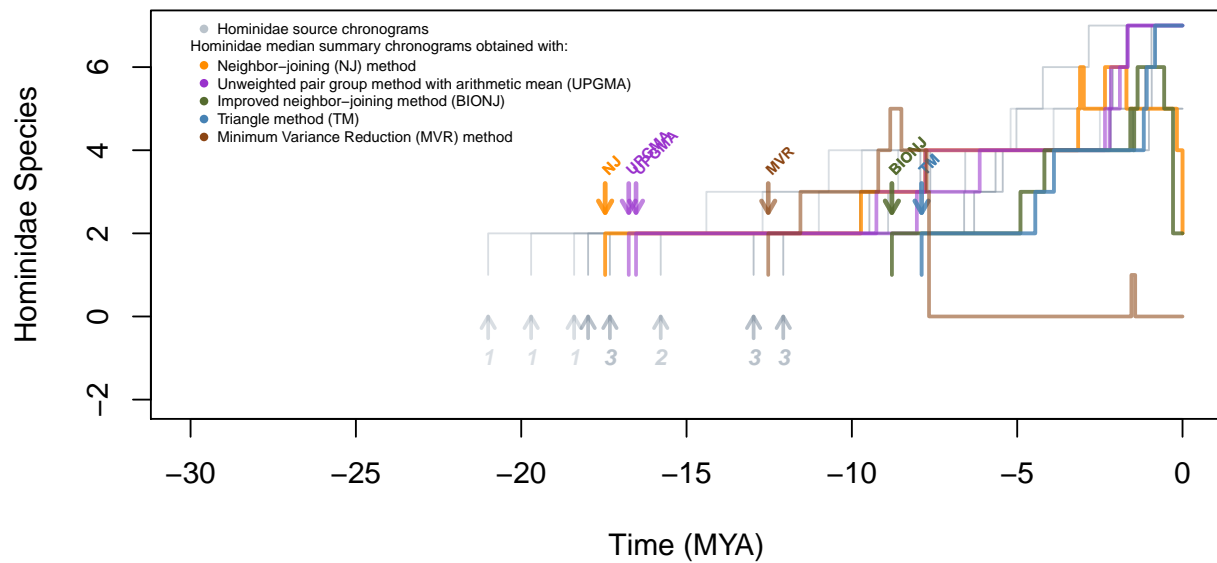 Hominidae source chronograms
Hominidae median summary chronograms obtained with:
Neighbor−joining (NJ) method
Unweighted pair group method with arithmetic mean (UPGMA)
Improved neighbor−joining method (BIONJ)
Triangle method (TM)
Minimum Variance Reduction (MVR) method
NJ
UPGMA
UPGMA
MVR
BIONJ
TM
Hominidae Species
6
4
2
0
−2
1 1 1 3 2 3 3
−30 −25 −20 −15 −10 −5 0
Time (MYA)